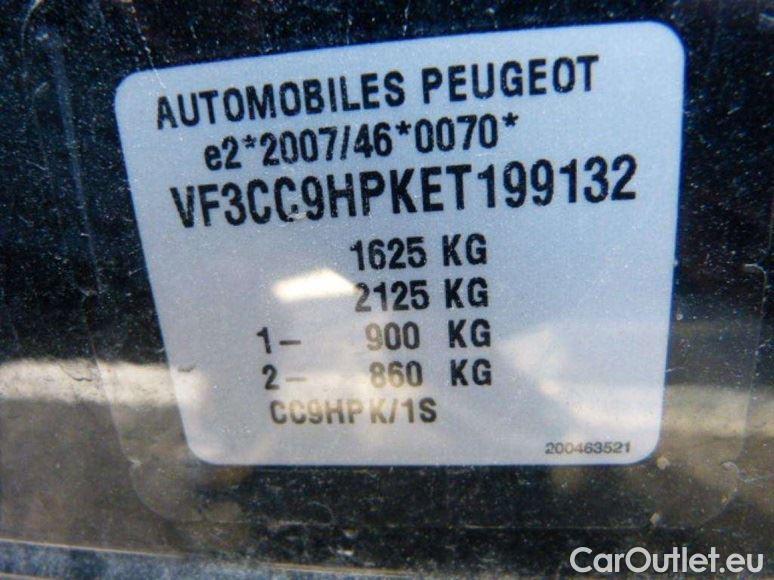 AUTOMOBILES PEUGEOT
e2*2007/46*0070*
VF3CC9HPKET199132
1625 KG
2125 KG
1- 900 KG
2- 860 KG
CC9HPK/1S
200463521
CarOutlet.eu